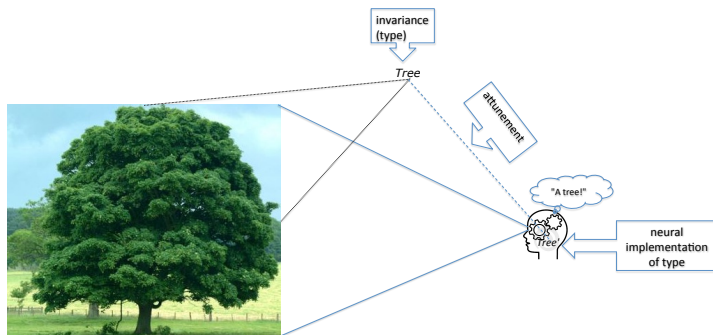 invariance
(type)
Tree
attunement
"A tree!"
Tree'
neural
implementation
of type